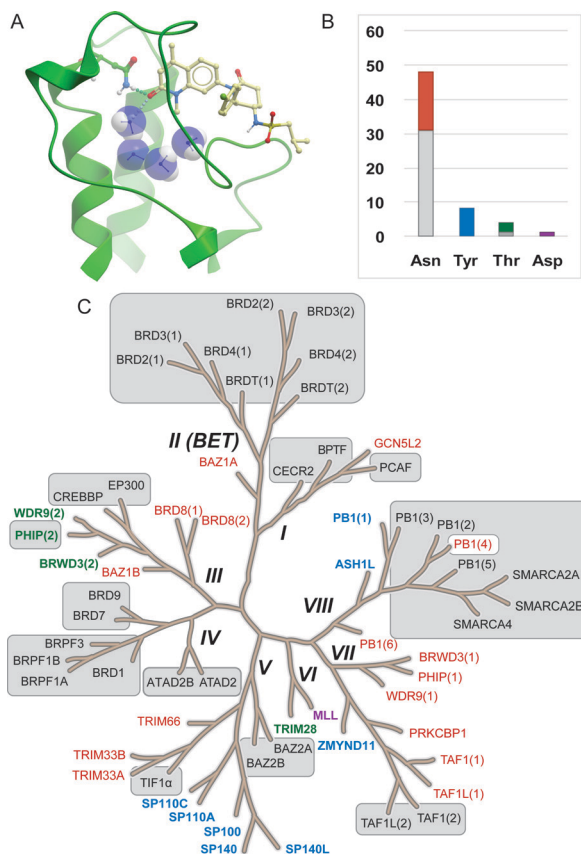 A
B
60
50
40
30
20
10
0
Asn Tyr Thr Asp
C
BRD2(2)
BRD3(2)
BRD3(1)
BRD4(1)
BRD2(1)
BRD4(2)
BRDT(1)
BRDT(2)
II (BET)
GCN5L2
BPTF
BAZ1A
CECR2
PCAF
EP300
CREBBP
WDR9(2)
BRD8(1)
BRD8(2)
I
PHIP(2)
BRWD3(2)
BAZ1B
III
PB1(1)
PB1(3)
PB1(2)
PB1(4)
ASH1L
PB1(5)
SMARCA2A
SMARCA2B
SMARCA4
VIII
BRD9
BRD7
IV
BRPF3
BRPF1B
BRD1
BRPF1A
ATAD2B
ATAD2
V
VI
VII
PB1(6)
BRWD3(1)
PHIP(1)
WDR9(1)
MLL
TRIM66
TRIM28
ZMYND11
PRKCBP1
BAZ2A
BAZ2B
TRIM33B
TRIM33A
TIF1α
TAF1(1)
TAF1L(1)
SP110C
SP110A
SP100
TAF1L(2)
TAF1(2)
SP140
SP140L